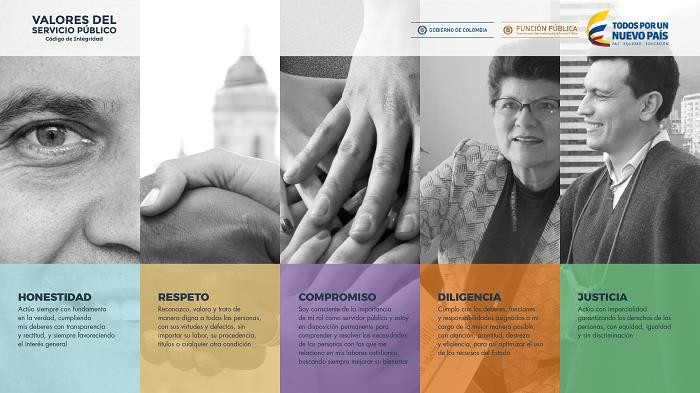 VALORES DEL
SERVICIO PÚBLICO
Código de Integridad
GOBIERNO DE COLOMBIA
FUNCIÓN PÚBLICA
TODOS POR UN
NUEVO PAÍS
PAZ EQUIDAD EDUCACIÓN
HONESTIDAD
Actúo siempre con fundamento
en la verdad, cumpliendo
mis deberes con transparencia
y rectitud, y siempre favoreciendo
el interés general
RESPETO
Reconozco, valoro y trato de
manera digna a todas las personas,
con sus virtudes y defectos, sin
importar su labor, su procedencia,
títulos o cualquier otra condición
COMPROMISO
Soy consciente de la importancia
de mi rol como servidor público y estoy
en disposición permanente para
comprender y resolver las necesidades
de las personas con las que me
relaciono en mis labores cotidianas,
buscando siempre mejorar su bienestar
DILIGENCIA
Cumplo con los deberes, funciones
y responsabilidades asignadas a mi
cargo de la mejor manera posible,
con atención, prontitud, destreza
y eficiencia, para así optimizar el uso
de los recursos del Estado
JUSTICIA
Actúo con imparcialidad
garantizando los derechos de las
personas, con equidad, igualdad
y sin discriminación